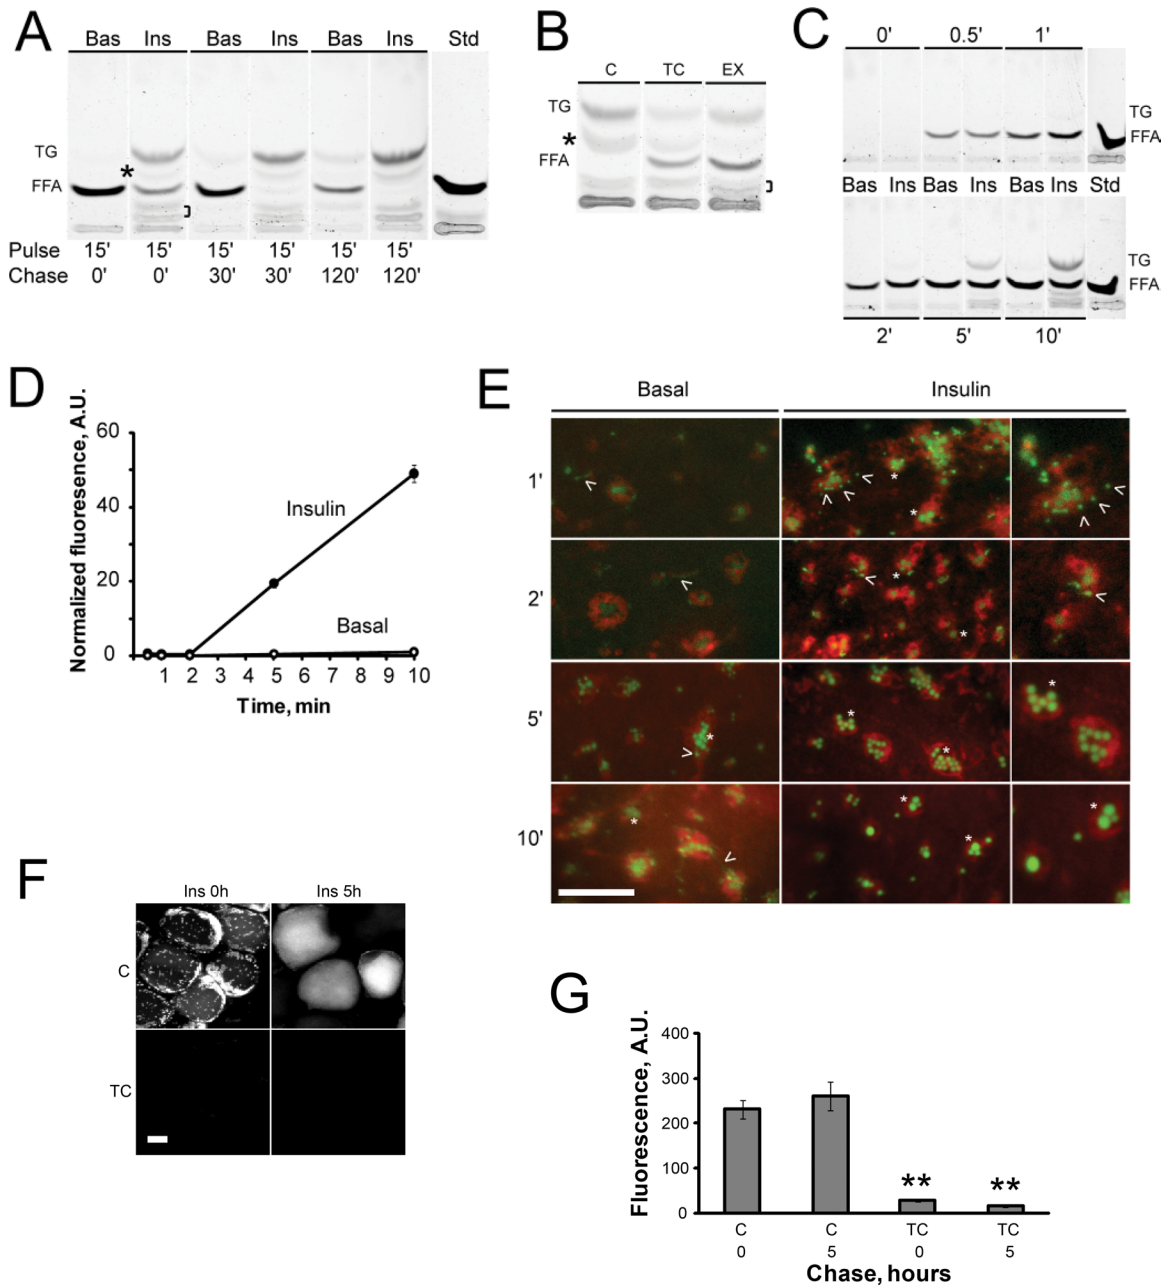 A
Bas Ins Bas Ins Bas Ins Std
TG
*
FFA
Pulse 15' 15' 15' 15' 15' 15'
Chase 0' 0' 30' 30' 120' 120'
B
C TC EX
TG
*
FFA
C
0' 0.5' 1'
TG
FFA
Bas Ins Bas Ins Bas Ins Std
TG
FFA
2' 5' 10'
D
Normalized fluoresence, A.U.
60
40
20
0
Insulin
Basal
1 2 3 4 5 6 7 8 9 10
Time, min
E
Basal Insulin
1'
2'
5'
10'
F
Ins 0h Ins 5h
C
TC
G
Fluorescence, A.U.
400
300
200
100
0
** **
C C TC TC
0 5 0 5
Chase, hours